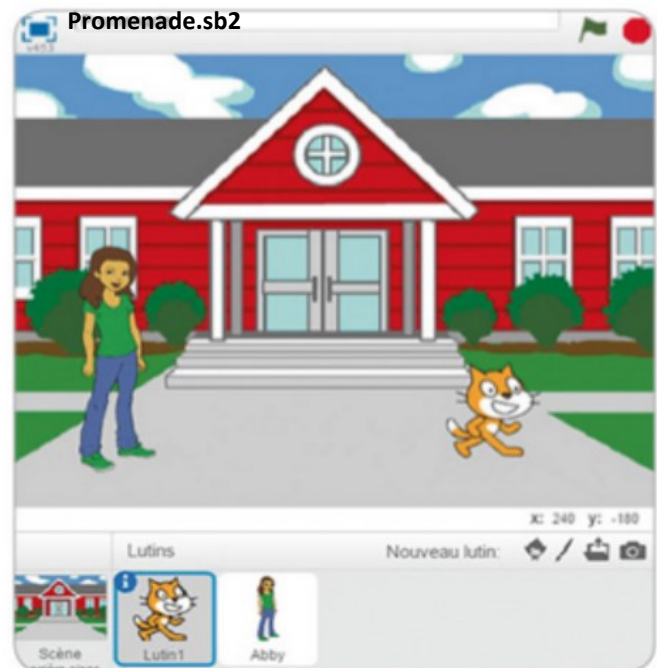 Promenade.sb2
v453
x: 240 y: -180
Lutins
Nouveau lutin:
Scène
Lutin1
Abby